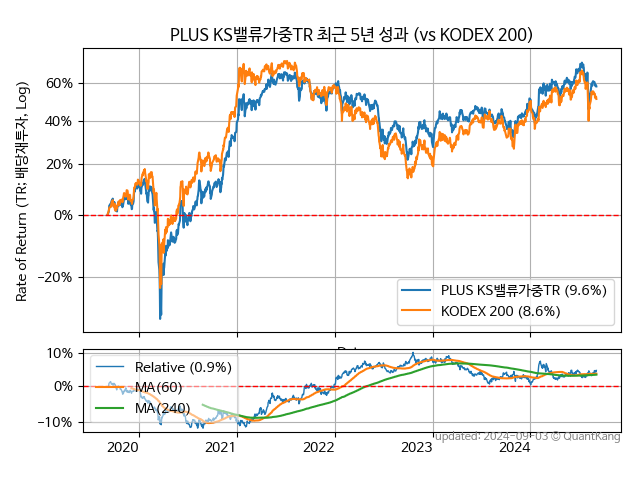 PLUS KS밸류가중TR 최근 5년 성과 (vs KODEX 200)
Rate of Return (TR: 배당재투자, Log)
60%
40%
20%
0%
−20%
PLUS KS밸류가중TR (9.6%)
KODEX 200 (8.6%)
10%
0%
−10%
Relative (0.9%)
MA(60)
MA(240)
2020
2021
2022
2023
2024
updated: 2024-09-03 © QuantKang